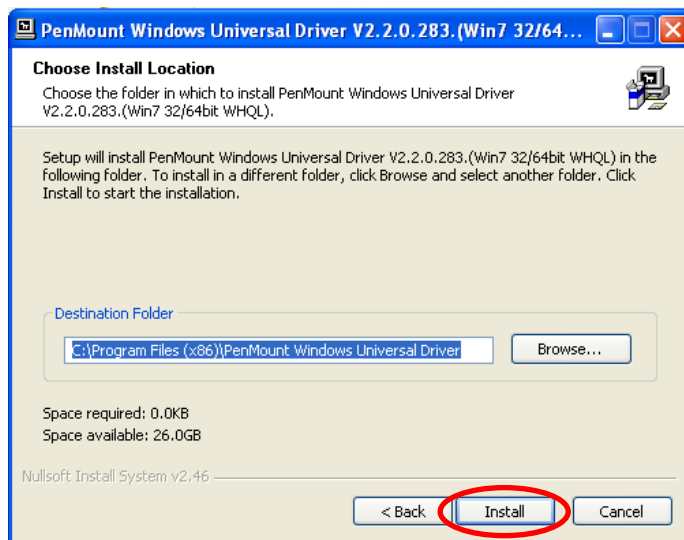 PenMount Windows Universal Driver V2.2.0.283.(Win7 32/64...
Choose Install Location
Choose the folder in which to install PenMount Windows Universal Driver
V2.2.0.283.(Win7 32/64bit WHQL).
Setup will install PenMount Windows Universal Driver V2.2.0.283.(Win7 32/64bit WHQL) in the
following folder. To install in a different folder, click Browse and select another folder. Click
Install to start the installation.
Destination Folder
C:\Program Files (x86)\PenMount Windows Universal Driver
Browse...
Space required: 0.0KB
Space available: 26.0GB
Nullsoft Install System v2.46
< Back
Install
Cancel